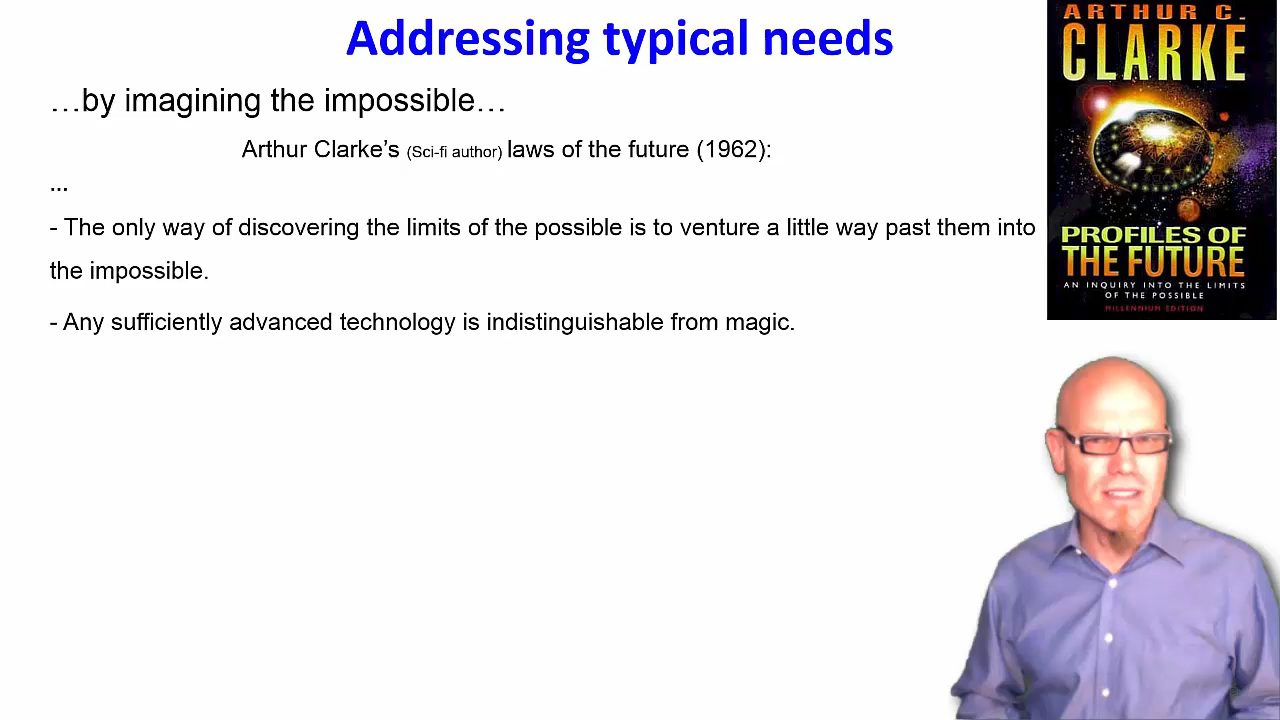 Addressing typical needs
…by imagining the impossible…
Arthur Clarke’s (Sci-fi author) laws of the future (1962):
...
- The only way of discovering the limits of the possible is to venture a little way past them into
the impossible.
- Any sufficiently advanced technology is indistinguishable from magic.
ARTHUR C.
CLARKE
PROFILES OF
THE FUTURE
AN INQUIRY INTO THE LIMITS
OF THE POSSIBLE
MILLENNIUM EDITION